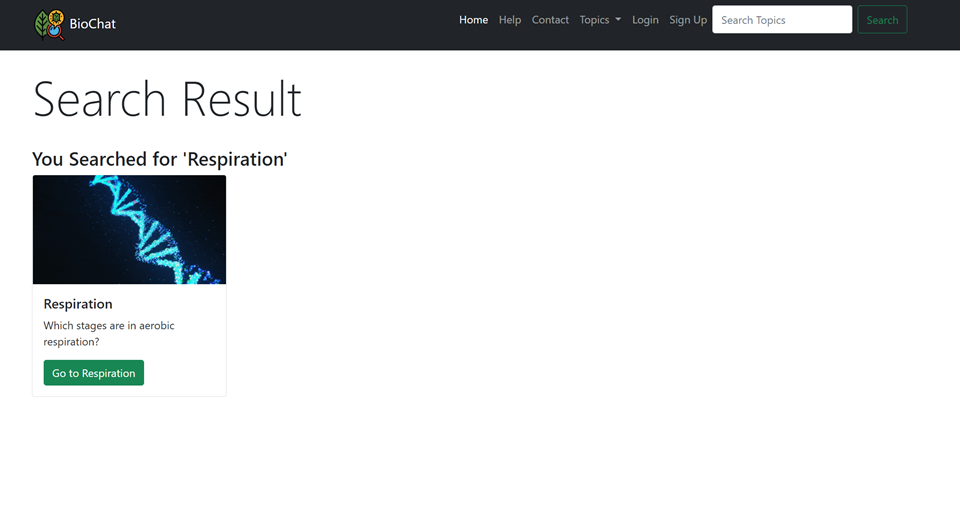 BioChat Home Help Contact Topics Login Sign Up Search Topics Search
Search Result
You Searched for 'Respiration'
Respiration
Which stages are in aerobic
respiration?
Go to Respiration